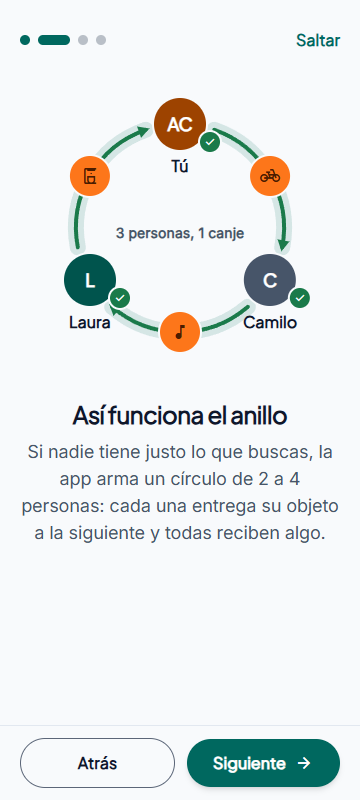 Saltar
AC
Tú
3 personas, 1 canje
L
C
Laura
Camilo
Así funciona el anillo
Si nadie tiene justo lo que buscas, la
app arma un círculo de 2 a 4
personas: cada una entrega su objeto
a la siguiente y todas reciben algo.
Atrás
Siguiente